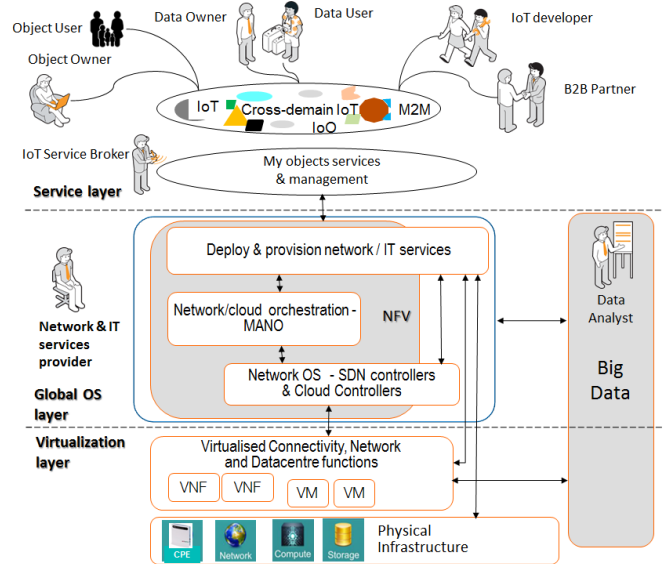 Object User
Data Owner
Data User
IoT developer
Object Owner
B2B Partner
IoT
Cross-domain IoT
M2M
IoO
IoT Service Broker
My objects services
& management
Service layer
Deploy & provision network / IT services
Network/cloud orchestration -
MANO
NFV
Network OS - SDN controllers
& Cloud Controllers
Network & IT
services
provider
Global OS
layer
Data
Analyst
Big
Data
Virtualization
layer
Virtualised Connectivity, Network
and Datacentre functions
VNF
VNF
VM
VM
CPE
Network
Compute
Storage
Physical
Infrastructure